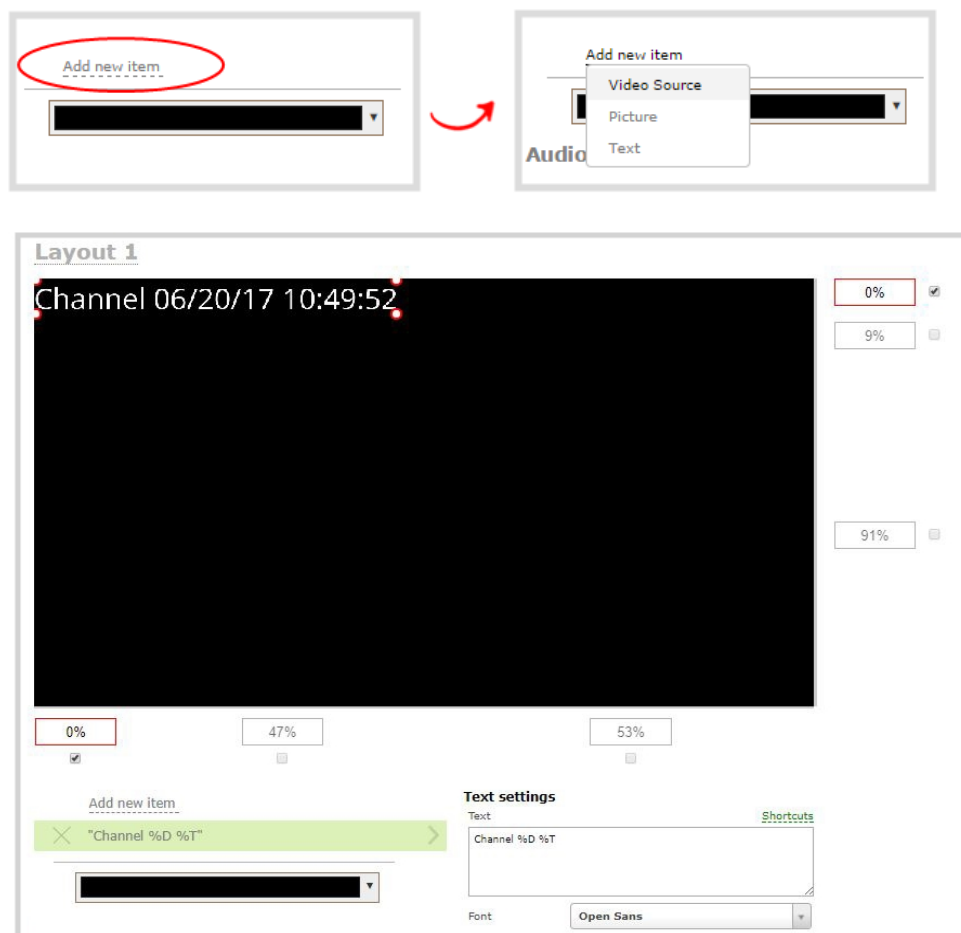 Add new item
Add new item
Video Source
Picture
Text
Audio
Layout 1
Channel 06/20/17 10:49:52
0%
9%
91%
0%
47%
53%
Add new item
"Channel %D %T"
Text settings
Text
Shortcuts
Channel %D %T
Font
Open Sans